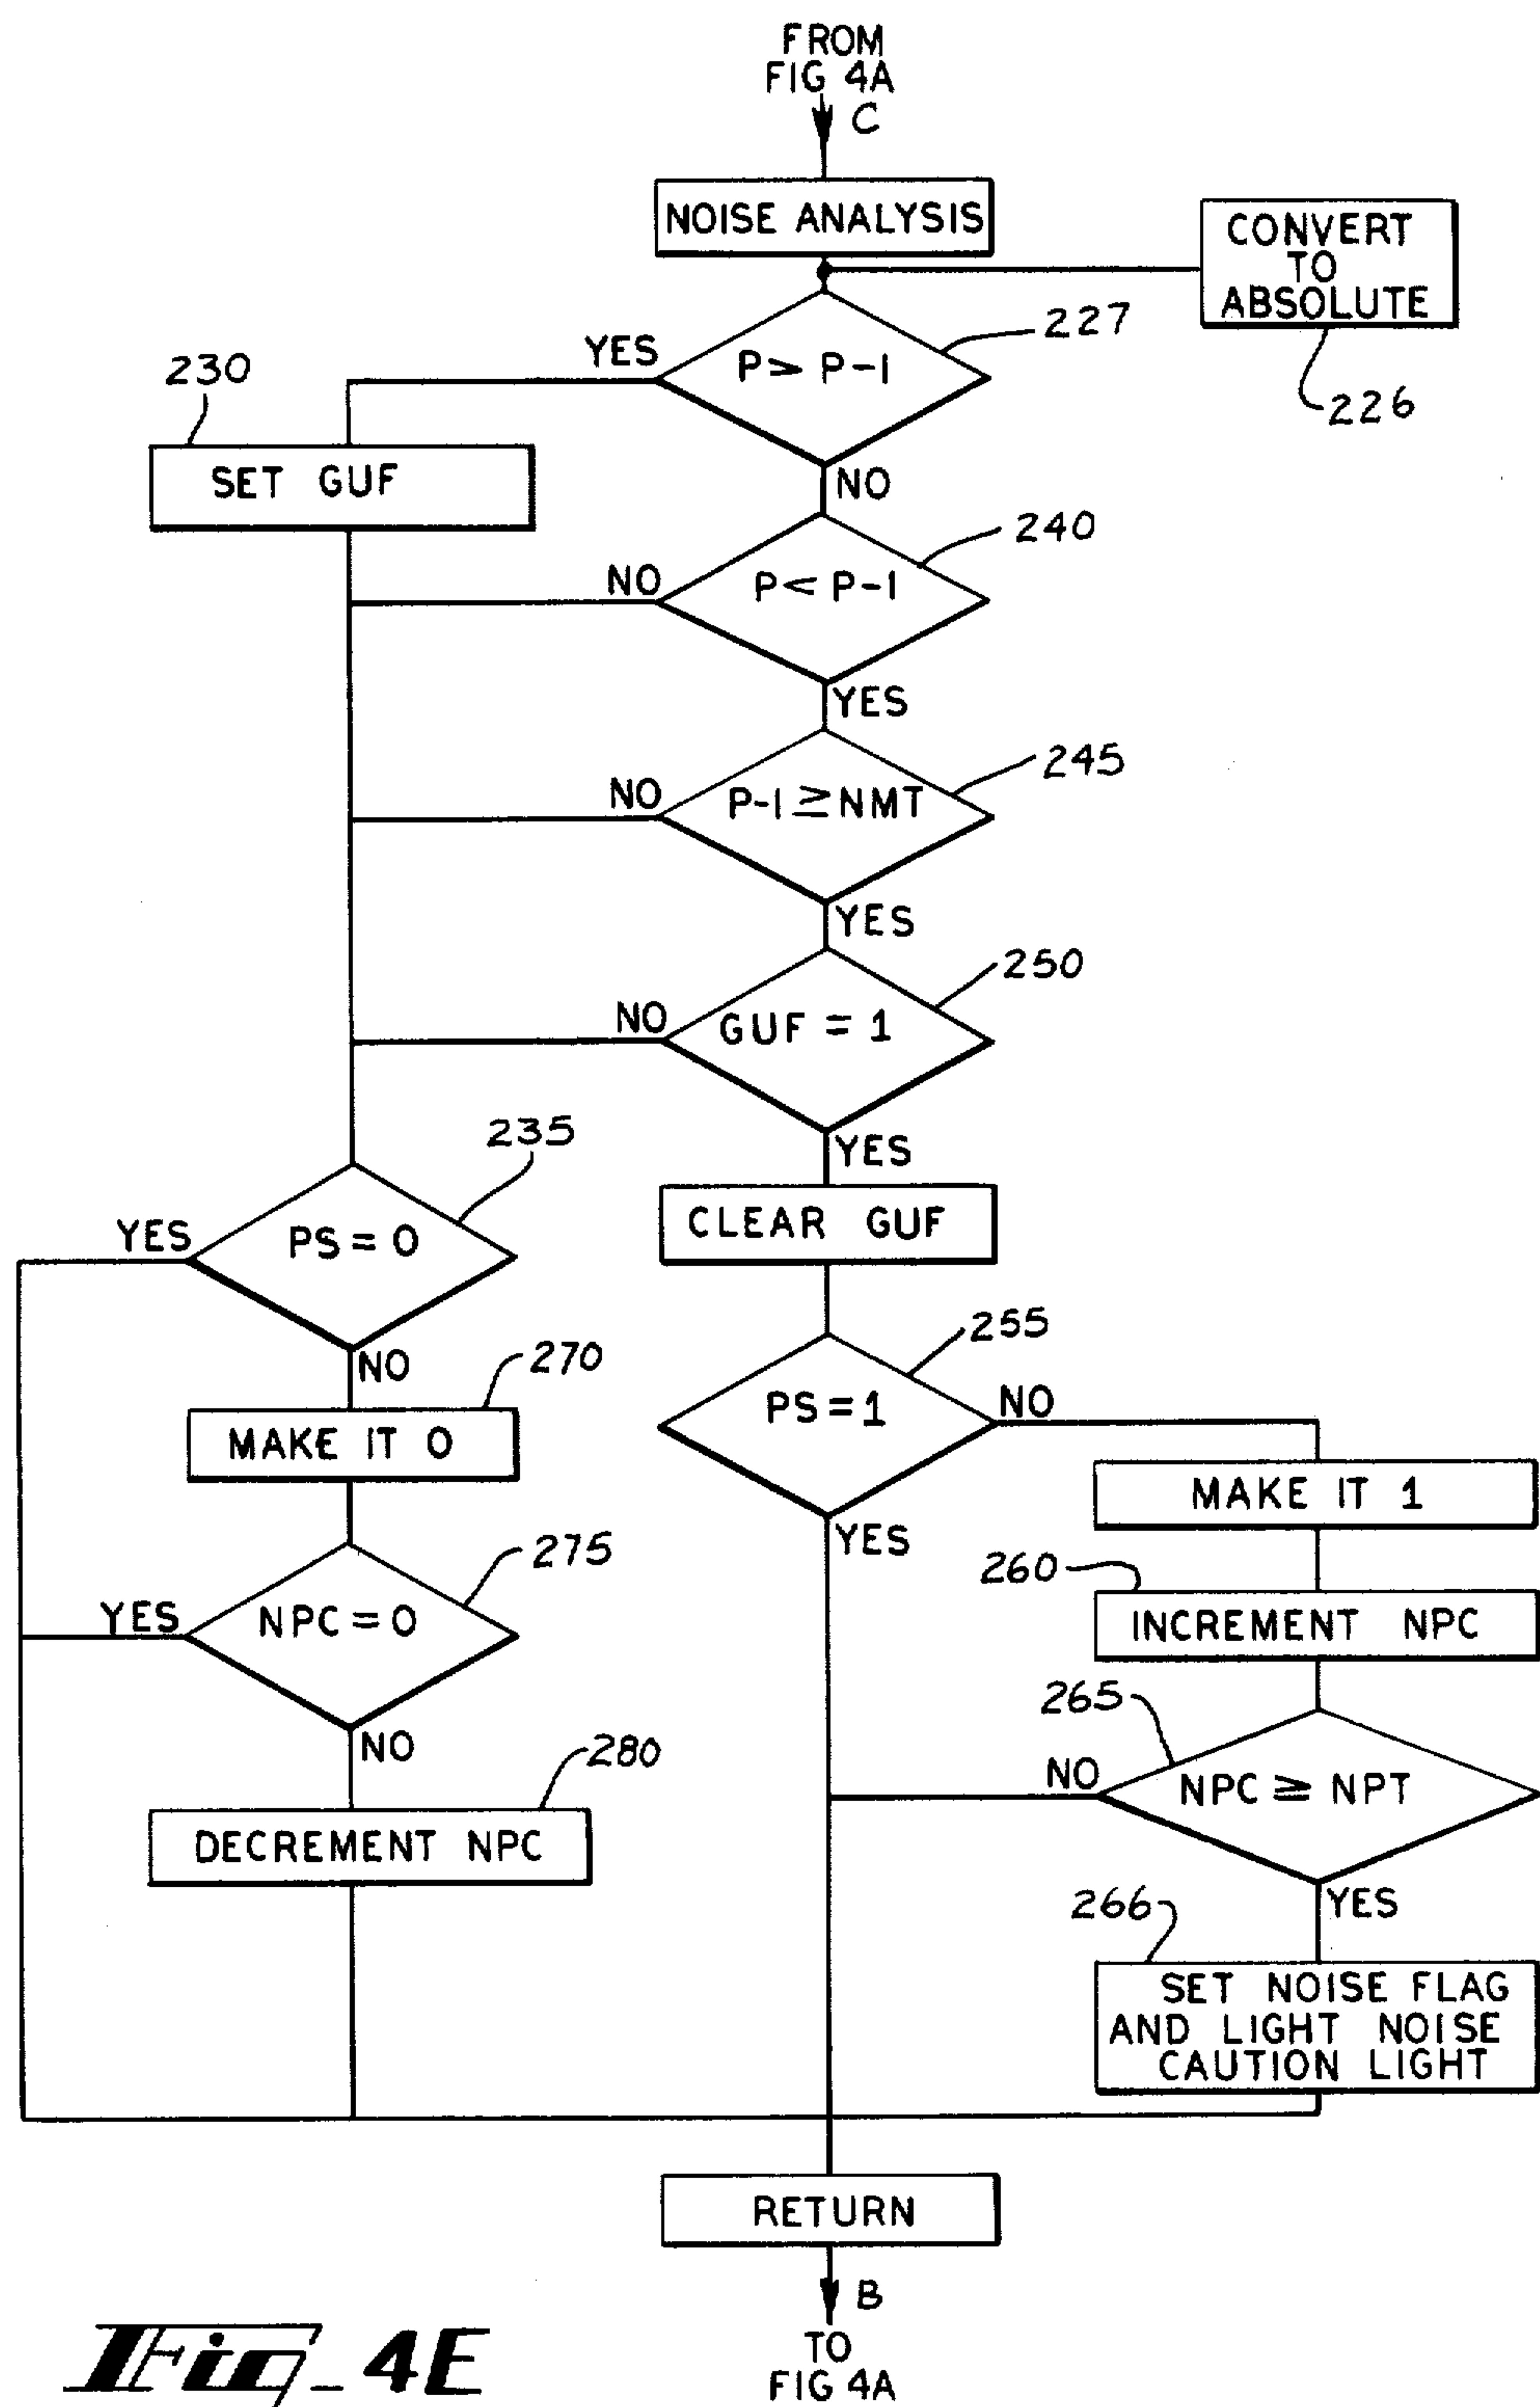 FROM
FIG 4A
C
NOISE ANALYSIS
CONVERT
TO
ABSOLUTE
226
P > P-1
227
YES
NO
230
SET GUF
P < P-1
240
NO
YES
P-1 ≥ NMT
245
NO
YES
GUF = 1
250
NO
YES
CLEAR GUF
235
PS = 0
YES
NO
270
MAKE IT 0
275
NPC = 0
YES
NO
280
DECREMENT NPC
255
PS = 1
NO
YES
MAKE IT 1
260
INCREMENT NPC
265
NPC ≥ NPT
NO
YES
266
SET NOISE FLAG
AND LIGHT NOISE
CAUTION LIGHT
RETURN
B
TO
FIG 4A
Fig_4E